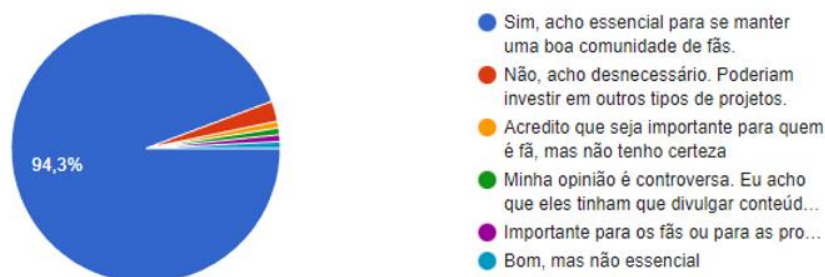 94,3%
Sim, acho essencial para se manter
uma boa comunidade de fãs.
Não, acho desnecessário. Poderiam
investir em outros tipos de projetos.
Acredito que seja importante para quem
é fã, mas não tenho certeza
Minha opinião é controversa. Eu acho
que eles tinham que divulgar conteúd...
Importante para os fãs ou para as pro...
Bom, mas não essencial